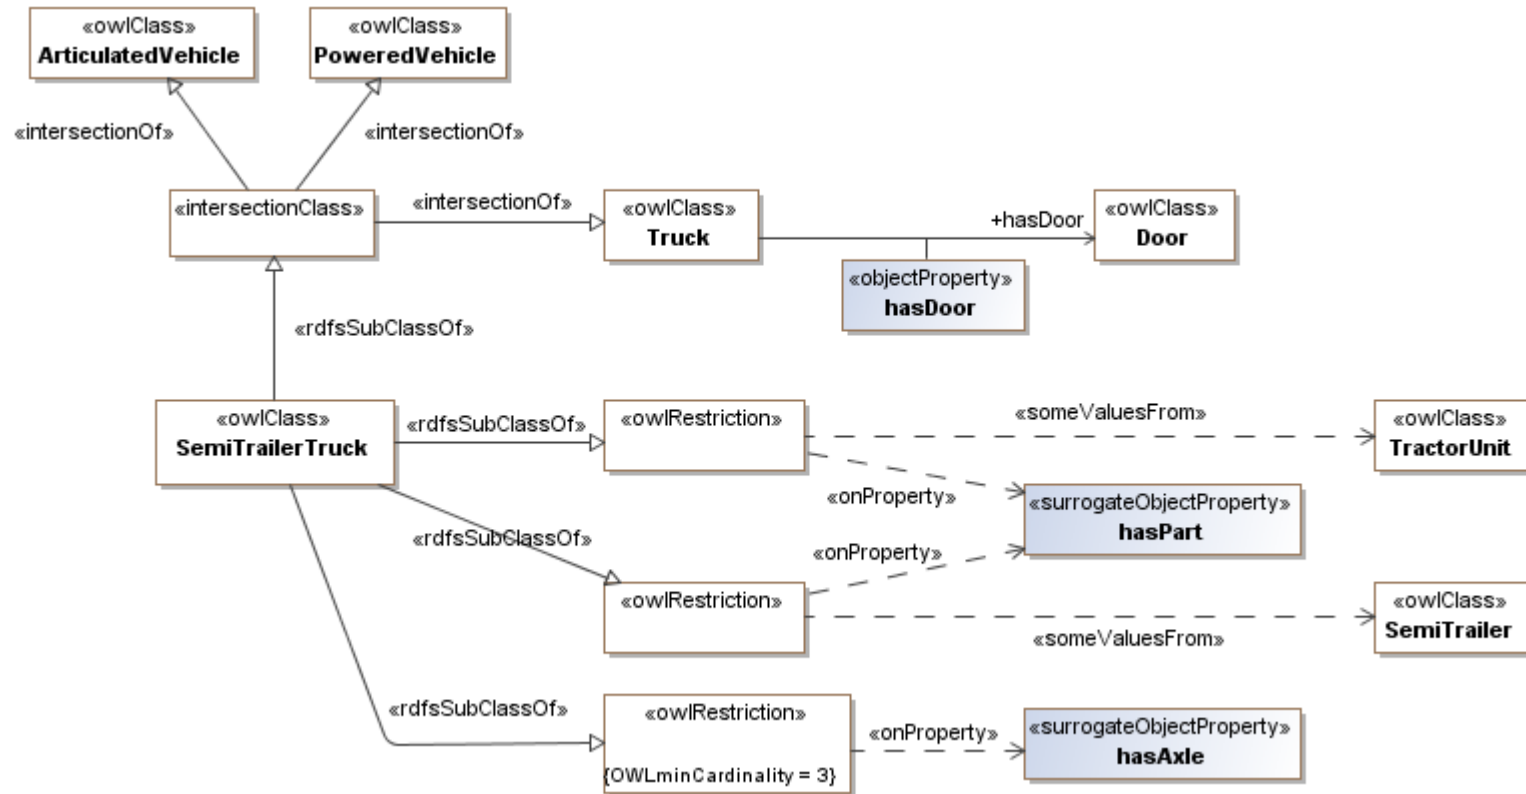 «owlClass»
ArticulatedVehicle
«owlClass»
PoweredVehicle
«intersectionOf»
«intersectionOf»
«intersectionClass»
«intersectionOf»
«owlClass»
Truck
+hasDoor
«owlClass»
Door
«objectProperty»
hasDoor
«rdfsSubClassOf»
«owlClass»
SemiTrailerTruck
«rdfsSubClassOf»
«owlRestriction»
«someValuesFrom»
«owlClass»
TractorUnit
«onProperty»
«surrogateObjectProperty»
hasPart
«rdfsSubClassOf»
«onProperty»
«owlRestriction»
«someValuesFrom»
«owlClass»
SemiTrailer
«rdfsSubClassOf»
«owlRestriction»
{OWLminCardinality = 3}
«onProperty»
«surrogateObjectProperty»
hasAxle